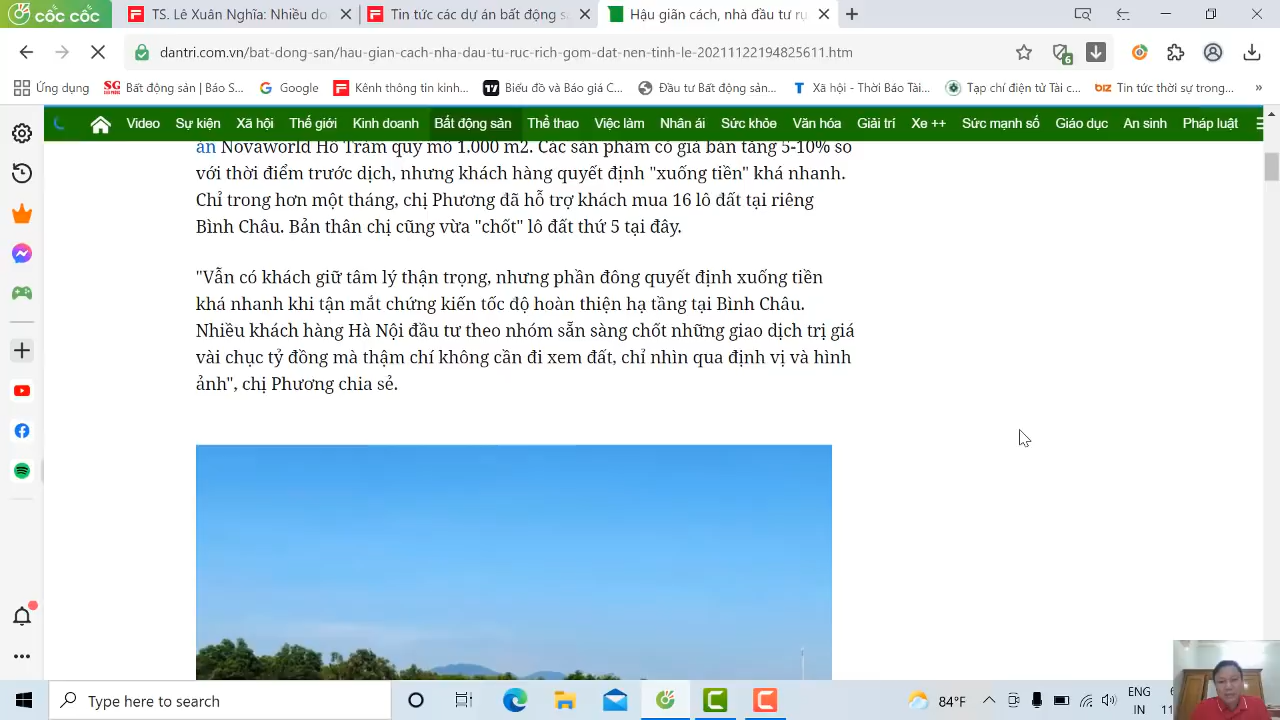 cốc cốc
TS. Lê Xuân Nghĩa: Nhiều do
Tin tức các dự án bất động sả
Hậu giãn cách, nhà đầu tư rụ
dantri.com.vn/bat-dong-san/hau-gian-cach-nha-dau-tu-ruc-rich-gom-dat-nen-tinh-le-20211122194825611.htm
6
Ứng dụng
Bất động sản | Báo S...
Google
Kênh thông tin kinh...
Biểu đồ và Báo giá C...
Đầu tư Bất động sản...
Xã hội - Thời Báo Tài...
Tạp chí điện tử Tài c...
Tin tức thời sự trong...
Video
Sự kiện
Xã hội
Thế giới
Kinh doanh
Bất động sản
Thể thao
Việc làm
Nhân ái
Sức khỏe
Văn hóa
Giải trí
Xe ++
Sức mạnh số
Giáo dục
An sinh
Pháp luật
án Novaworld Hồ Tràm quy mô 1.000 m2. Các sản phẩm có giá bán tăng 5-10% so
với thời điểm trước dịch, nhưng khách hàng quyết định "xuống tiền" khá nhanh.
Chỉ trong hơn một tháng, chị Phương đã hỗ trợ khách mua 16 lô đất tại riêng
Bình Châu. Bản thân chị cũng vừa "chốt" lô đất thứ 5 tại đây.
"Vẫn có khách giữ tâm lý thận trọng, nhưng phần đông quyết định xuống tiền
khá nhanh khi tận mắt chứng kiến tốc độ hoàn thiện hạ tầng tại Bình Châu.
Nhiều khách hàng Hà Nội đầu tư theo nhóm sẵn sàng chốt những giao dịch trị giá
vài chục tỷ đồng mà thậm chí không cần đi xem đất, chỉ nhìn qua định vị và hình
ảnh", chị Phương chia sẻ.
Type here to search
84°F
ENG
IN